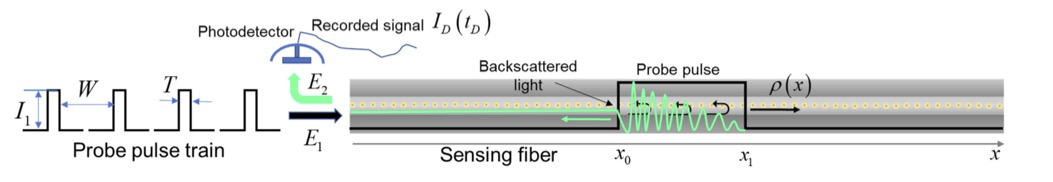 Photodetector
Recorded signal I_D(t_D)
W
T
I_1
E_2
E_1
Probe pulse train
Backscattered
light
Probe pulse
ρ(x)
Sensing fiber
x_0
x_1
x